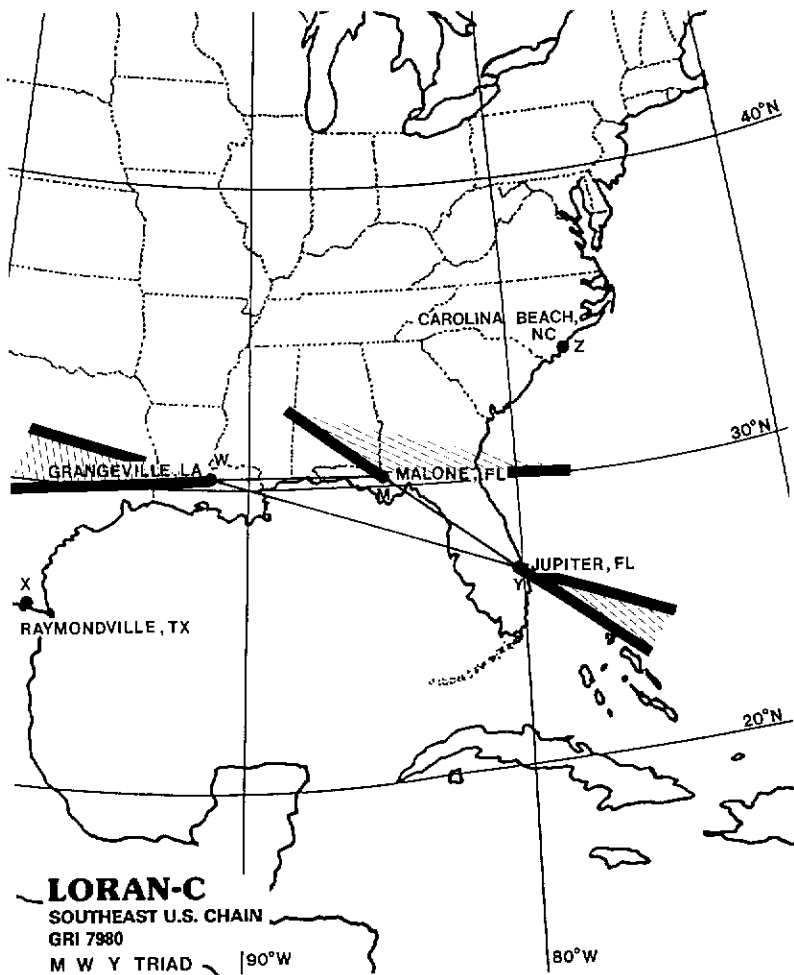 40°N
CAROLINA BEACH,
NC
Z
30°N
GRANGEVILLE, LA
W
MALONE, FL
M
JUPITER, FL
Y
X
RAYMONDVILLE, TX
20°N
LORAN-C
SOUTHEAST U.S. CHAIN
GRI 7980
M W Y TRIAD
90°W
80°W